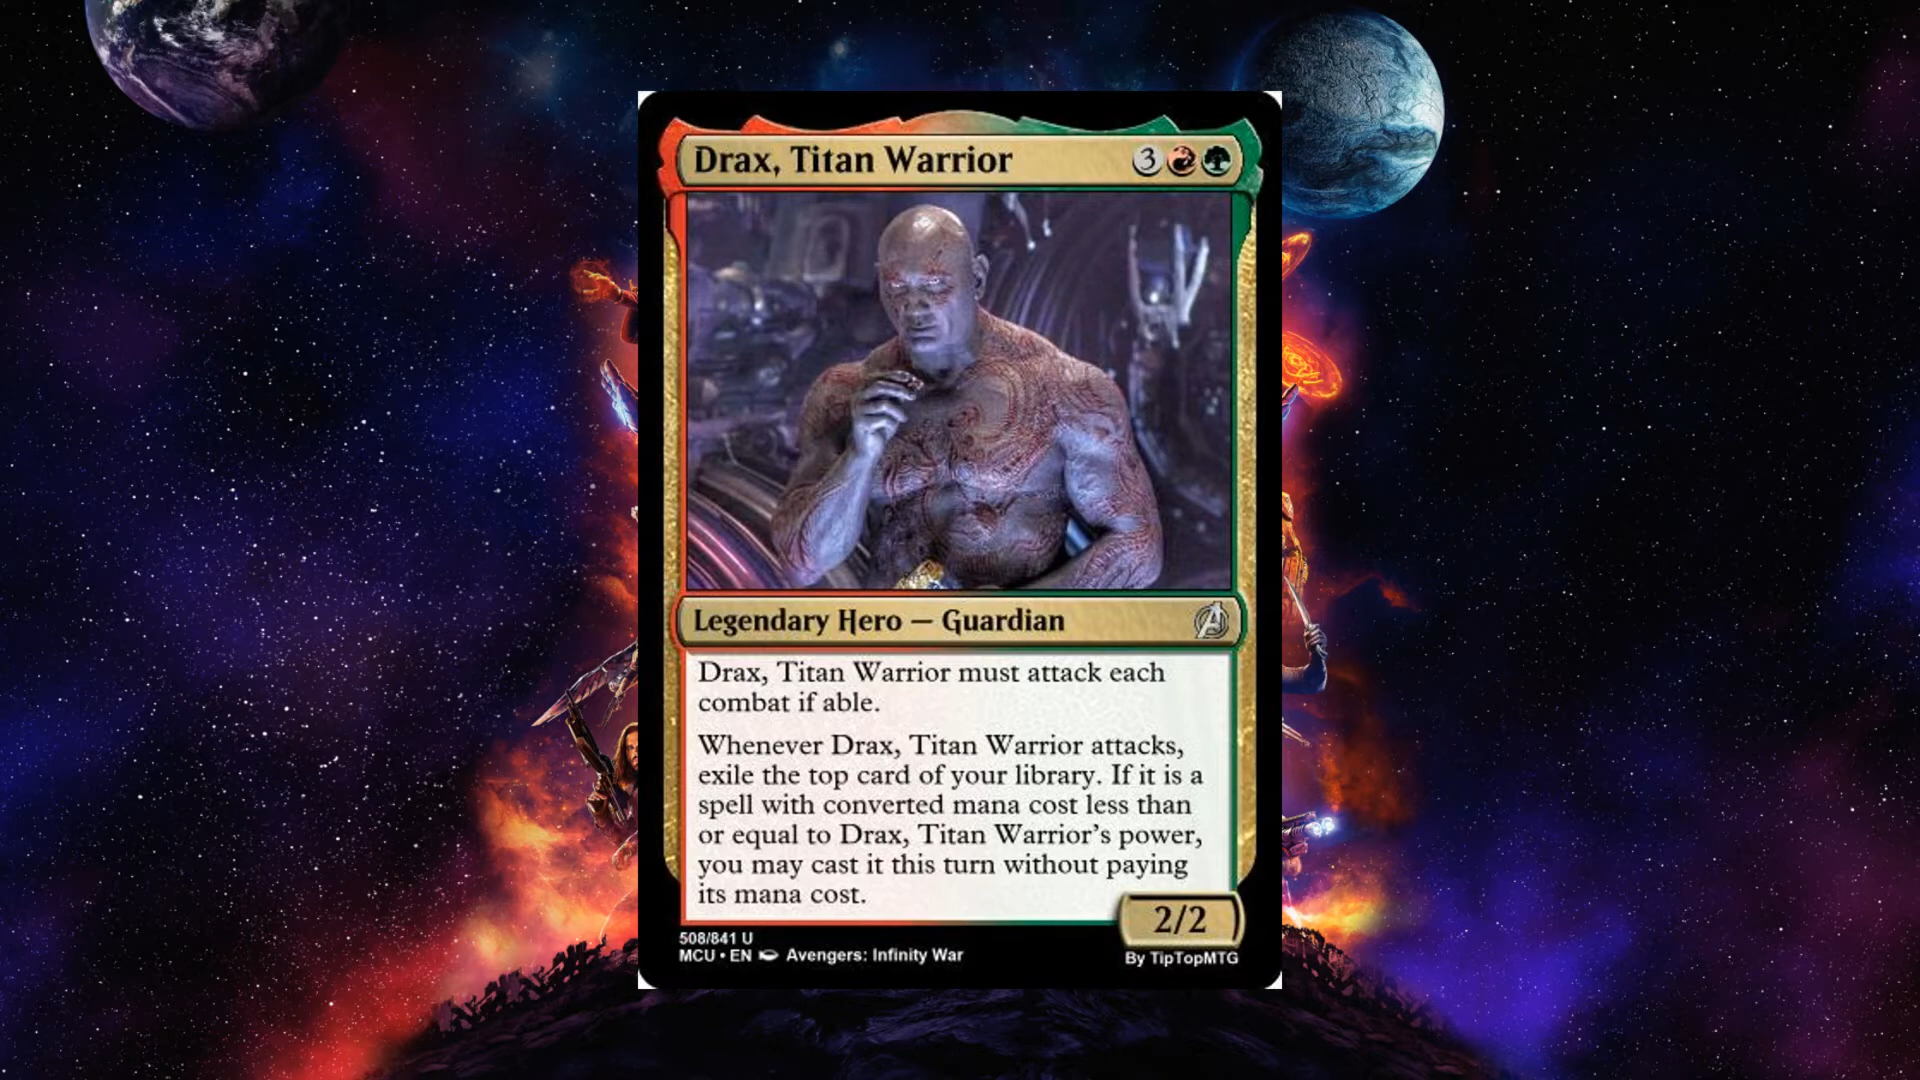 Drax, Titan Warrior 3
Legendary Hero — Guardian
Drax, Titan Warrior must attack each
combat if able.
Whenever Drax, Titan Warrior attacks,
exile the top card of your library. If it is a
spell with converted mana cost less than
or equal to Drax, Titan Warrior's power,
you may cast it this turn without paying
its mana cost.
2/2
508/841 U
MCU • EN Avengers: Infinity War
By TipTopMTG